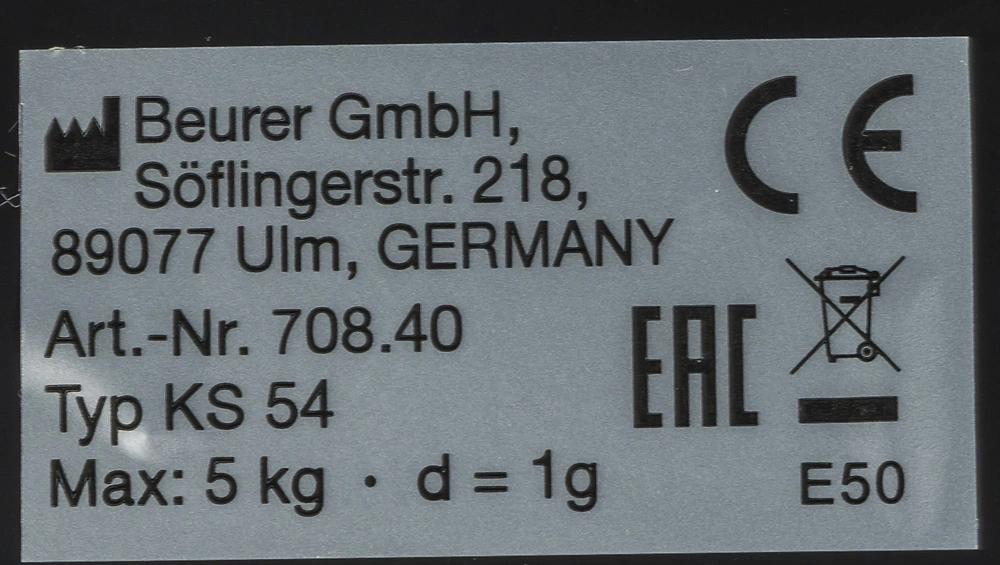 Beurer GmbH,
Söflingerstr. 218,
89077 Ulm, GERMANY
Art.-Nr. 708.40
Typ KS 54
Max: 5 kg · d = 1g
CE
EAC
E50